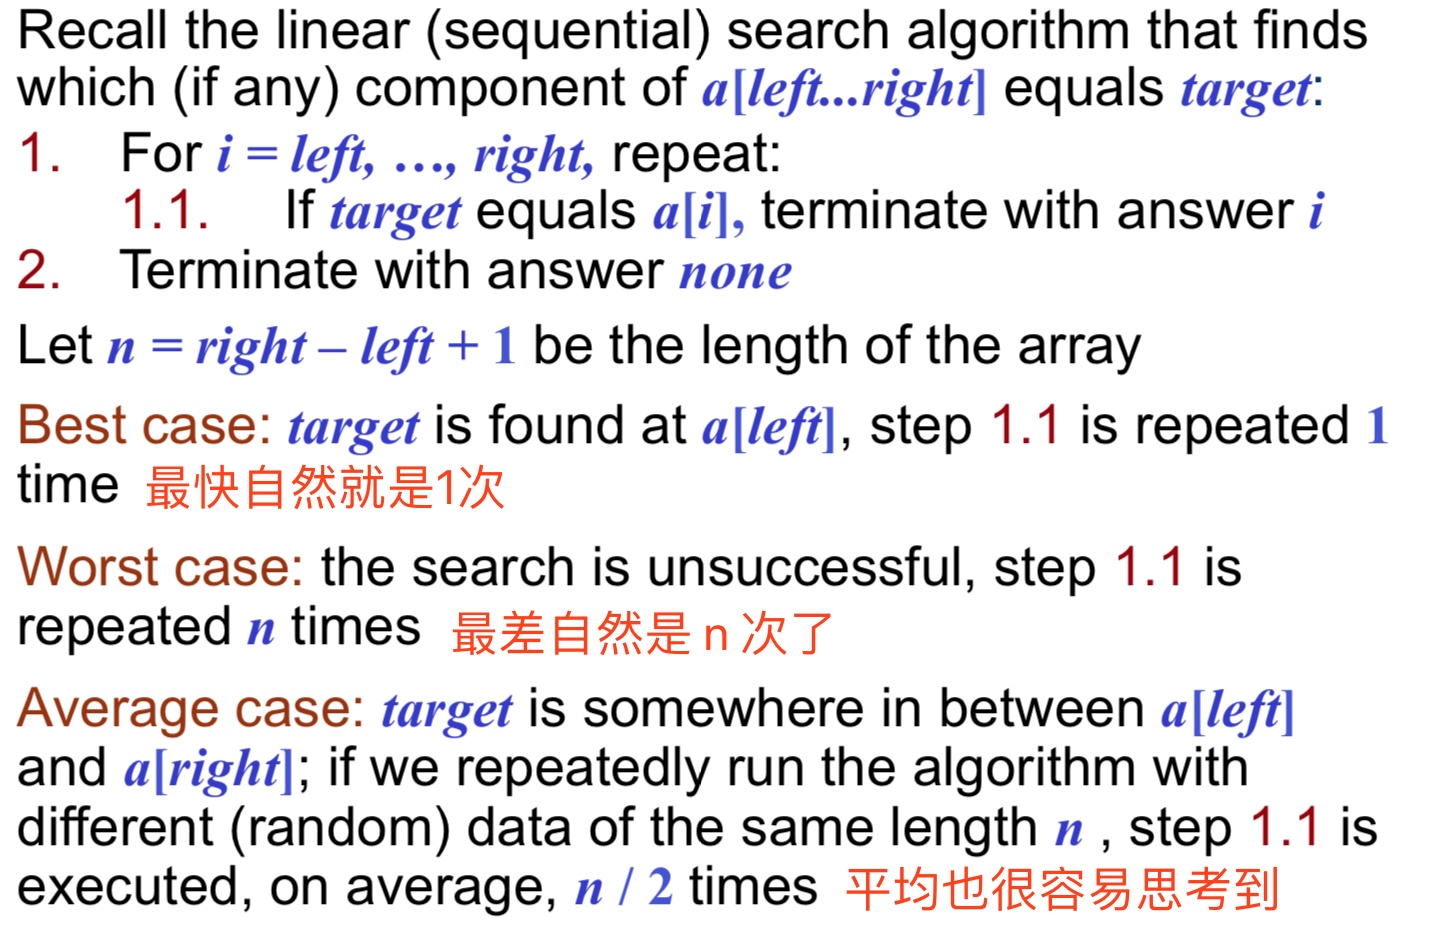 Recall the linear (sequential) search algorithm that finds
which (if any) component of a[left...right] equals target:
1. For i = left, …, right, repeat:
1.1. If target equals a[i], terminate with answer i
2. Terminate with answer none
Let n = right – left + 1 be the length of the array
Best case: target is found at a[left], step 1.1 is repeated 1
time 最快自然就是1次
Worst case: the search is unsuccessful, step 1.1 is
repeated n times 最差自然是 n 次了
Average case: target is somewhere in between a[left]
and a[right]; if we repeatedly run the algorithm with
different (random) data of the same length n , step 1.1 is
executed, on average, n / 2 times 平均也很容易思考到